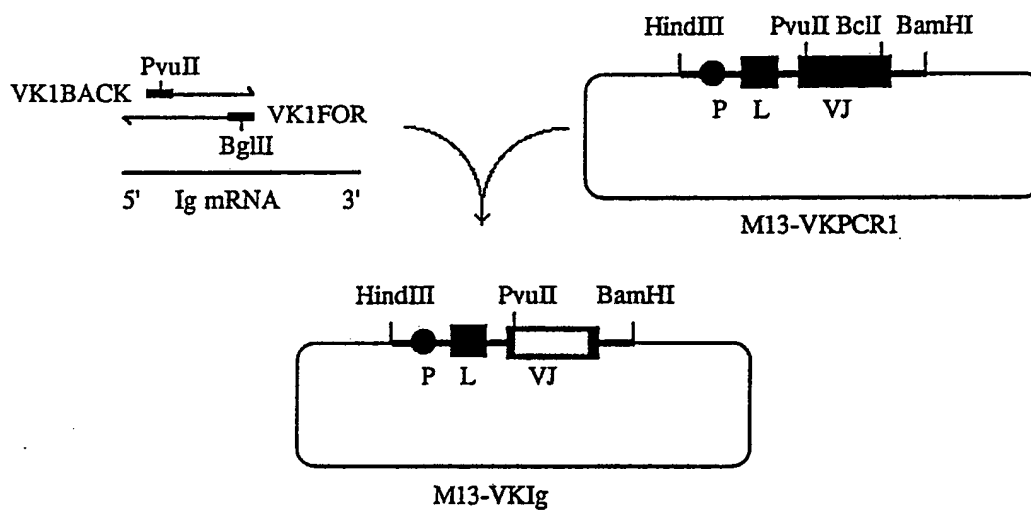 PvuII
VK1BACK
VK1FOR
BglII
5' Ig mRNA 3'
HindIII PvuII BclI BamHI
P L VJ
M13-VKPCR1
HindIII PvuII BamHI
P L VJ
M13-VKIg